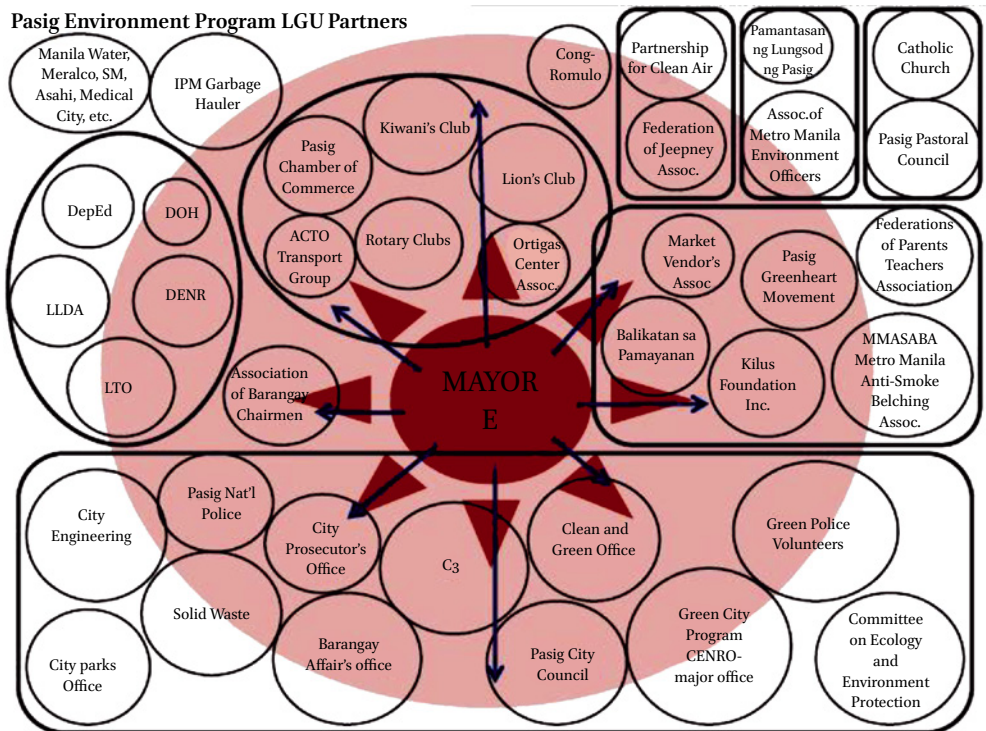 Pasig Environment Program LGU Partners
Manila Water,
Meralco, SM,
Asahi, Medical
City, etc.
IPM Garbage
Hauler
Cong-
Romulo
Partnership
for Clean Air
Federation
of Jeepney
Assoc.
Pamantasan
ng Lungsod
ng Pasig
Assoc.of
Metro Manila
Environment
Officers
Catholic
Church
Pasig Pastoral
Council
DepEd
DOH
LLDA
DENR
LTO
Kiwani's Club
Pasig
Chamber of
Commerce
Lion's Club
ACTO
Transport
Group
Rotary Clubs
Ortigas
Center
Assoc.
Market
Vendor's
Assoc
Pasig
Greenheart
Movement
Federations
of Parents
Teachers
Association
Balikatan sa
Pamayanan
Kilus
Foundation
Inc.
MMASABA
Metro Manila
Anti-Smoke
Belching
Assoc.
Association
of Barangay
Chairmen
MAYOR
E
City
Engineering
Pasig Nat'l
Police
City
Prosecutor's
Office
C3
Clean and
Green Office
Green Police
Volunteers
Solid Waste
City parks
Office
Barangay
Affair's office
Pasig City
Council
Green City
Program
CENRO-
major office
Committee
on Ecology
and
Environment
Protection